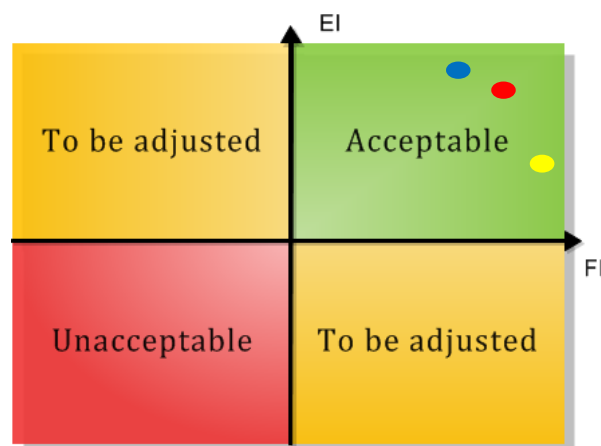 EI
To be adjusted
Acceptable
FI
Unacceptable
To be adjusted